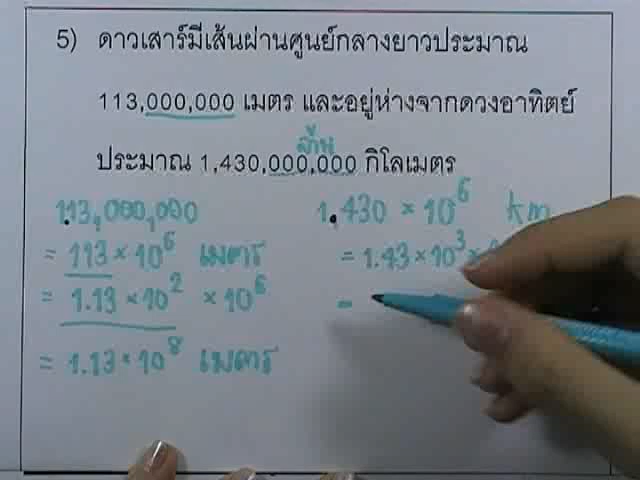 5) ดาวเสาร์มีเส้นผ่านศูนย์กลางยาวประมาณ
113,000,000 เมตร และอยู่ห่างจากดวงอาทิตย์
ล้าน
ประมาณ 1,430,000,000 กิโลเมตร
113,000,000
= 113 × 10⁶ เมตร
= 1.13 × 10² × 10⁶
= 1.13 × 10⁸ เมตร
1.430 × 10⁶ km
= 1.43 × 10³ ×
=